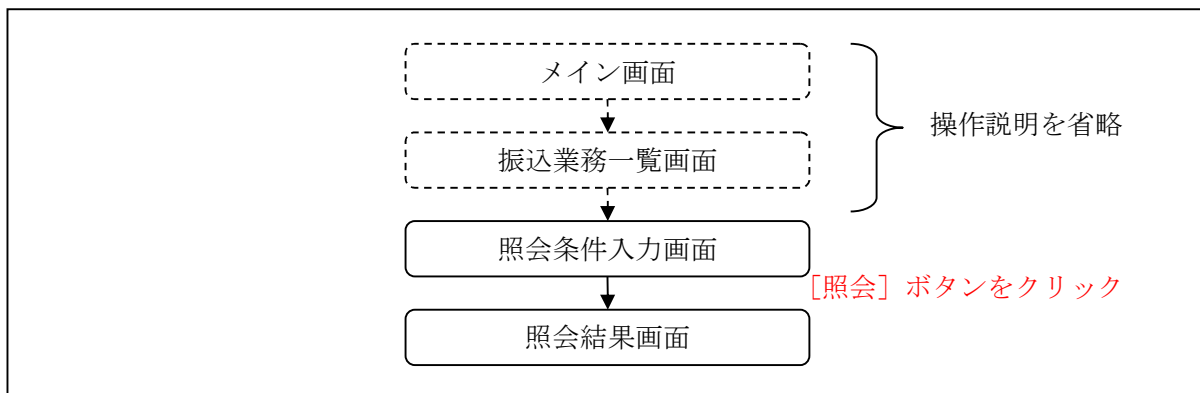 メイン画面
操作説明を省略
振込業務一覧画面
照会条件入力画面
［照会］ボタンをクリック
照会結果画面